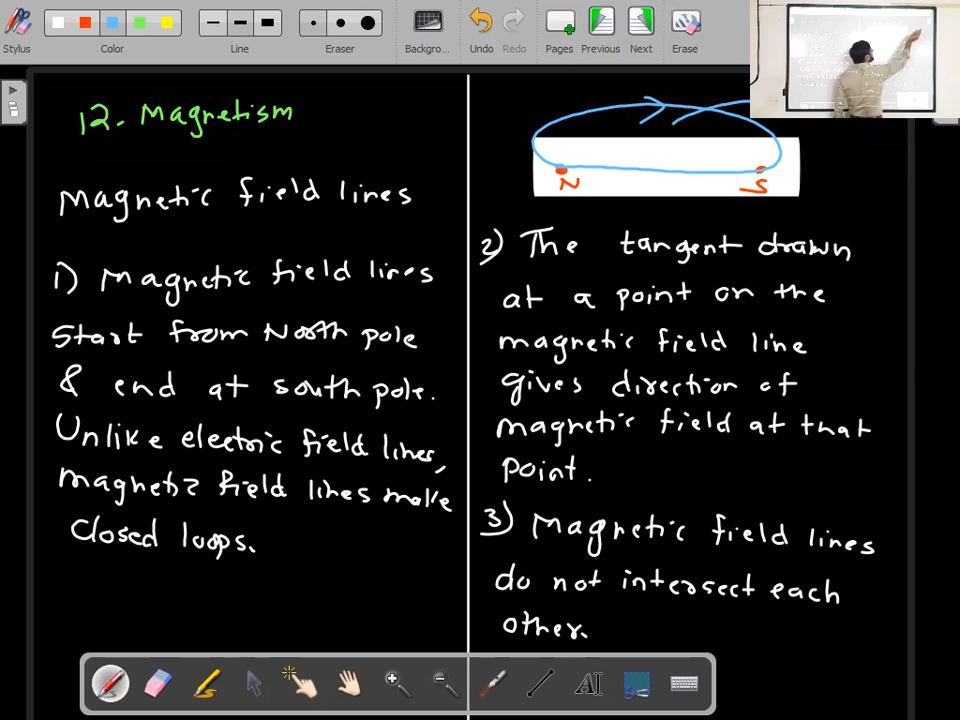 Stylus
Color
Line
Eraser
Backgro...
Undo
Redo
Pages
Previous
Next
Erase
12. Magnetism
Magnetic field lines
1) Magnetic field lines
Start from North pole
& end at south pole.
Unlike electric field lines,
magnetic field lines make
Closed loops.
N
S
2) The tangent drawn
at a point on the
magnetic field line
gives direction of
magnetic field at that
point.
3) Magnetic field lines
do not intersect each
other.
AI